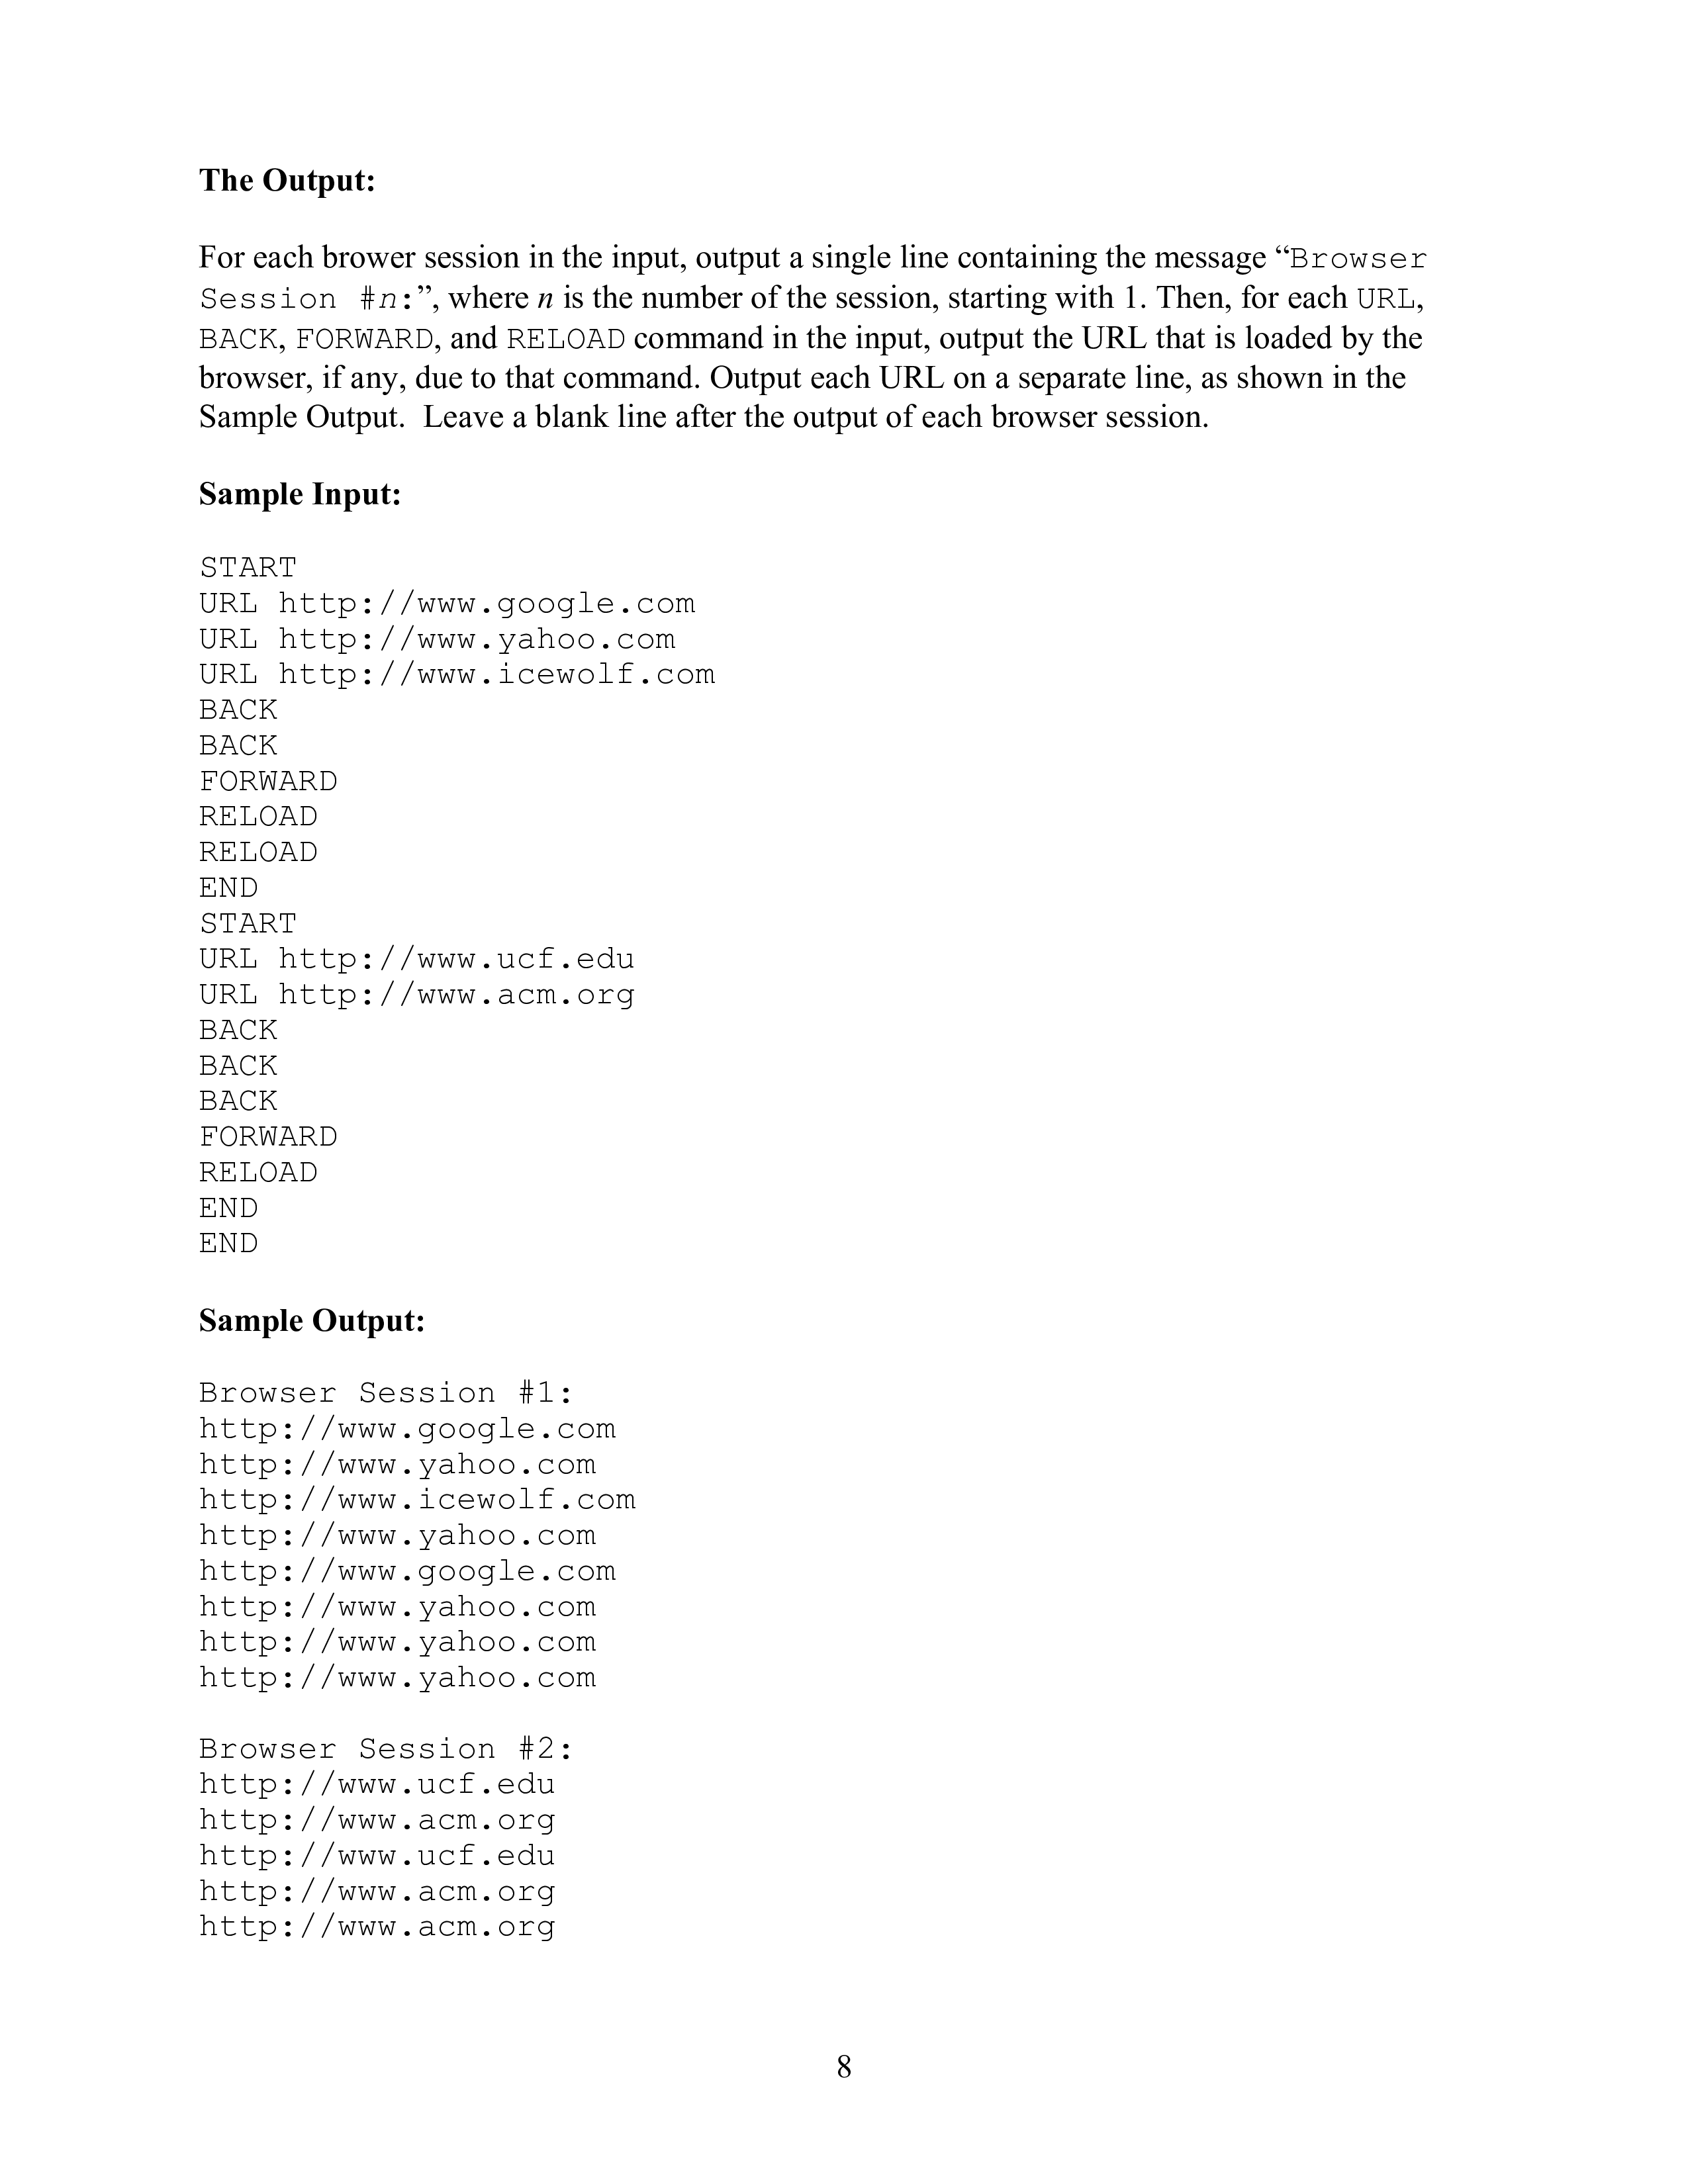 The Output:
For each brower session in the input, output a single line containing the message “Browser
Session #n:”, where n is the number of the session, starting with 1. Then, for each URL,
BACK, FORWARD, and RELOAD command in the input, output the URL that is loaded by the
browser, if any, due to that command. Output each URL on a separate line, as shown in the
Sample Output.  Leave a blank line after the output of each browser session.
Sample Input:
START
URL http://www.google.com
URL http://www.yahoo.com
URL http://www.icewolf.com
BACK
BACK
FORWARD
RELOAD
RELOAD
END
START
URL http://www.ucf.edu
URL http://www.acm.org
BACK
BACK
BACK
FORWARD
RELOAD
END
END
Sample Output:
Browser Session #1:
http://www.google.com
http://www.yahoo.com
http://www.icewolf.com
http://www.yahoo.com
http://www.google.com
http://www.yahoo.com
http://www.yahoo.com
http://www.yahoo.com
Browser Session #2:
http://www.ucf.edu
http://www.acm.org
http://www.ucf.edu
http://www.acm.org
http://www.acm.org
8